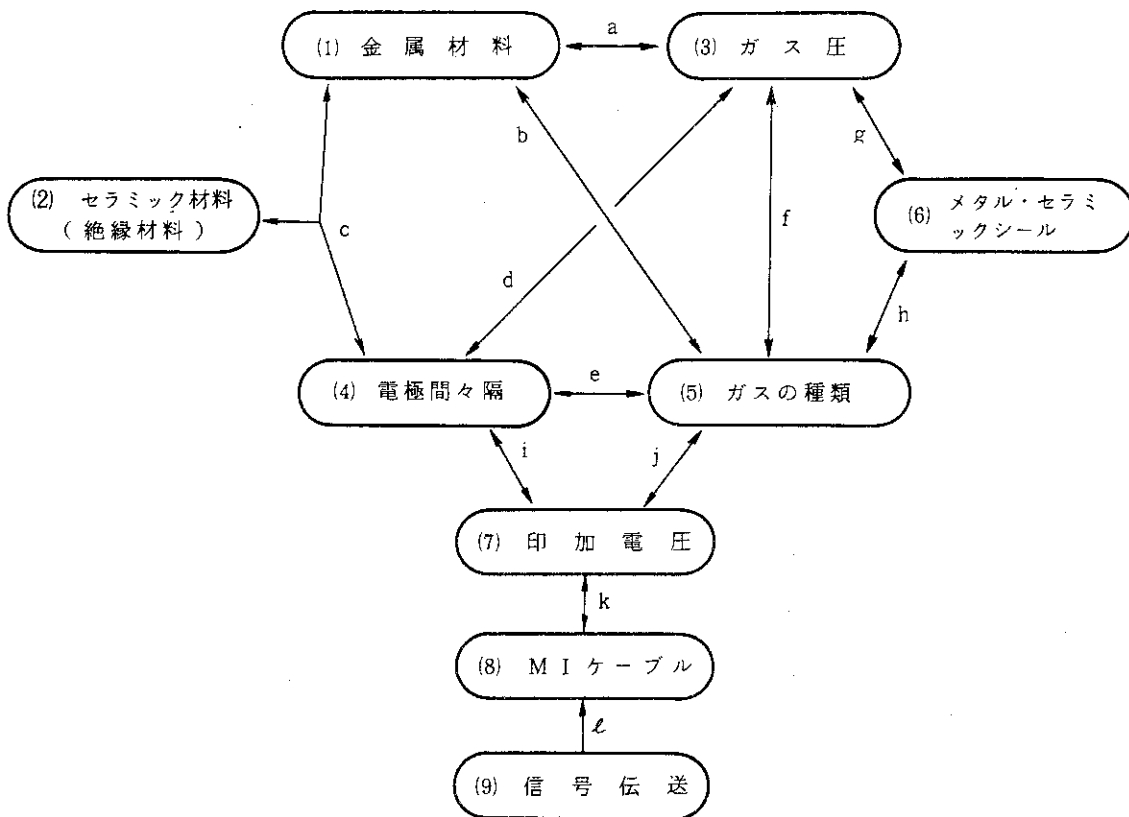 (1) 金属材料
a
(3) ガス圧
b
g
(2) セラミック材料
(絶縁材料)
c
f
(6) メタル・セラミ
ックシール
d
h
(4) 電極間々隔
e
(5) ガスの種類
i
j
(7) 印加電圧
k
(8) MIケーブル
ℓ
(9) 信号伝送